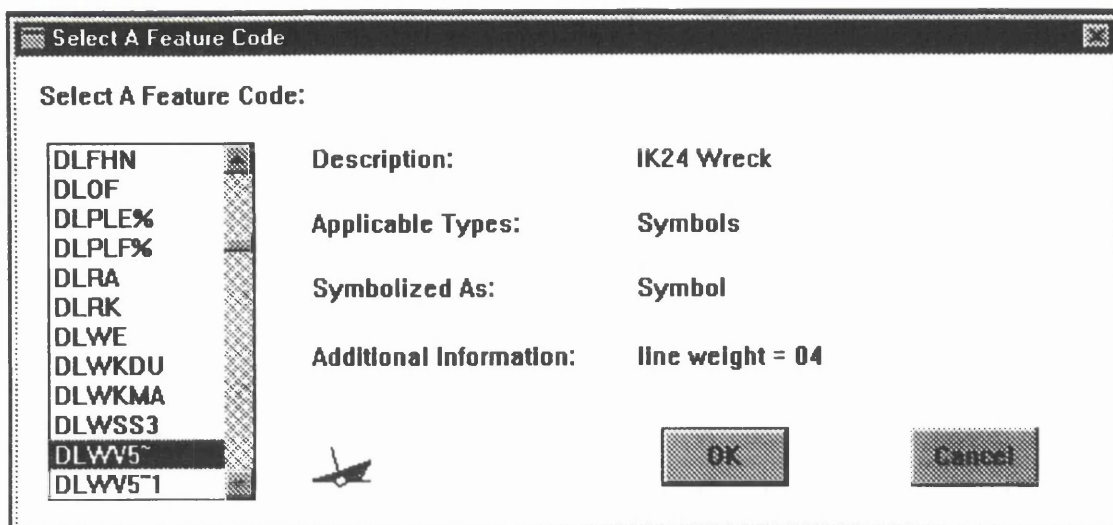 Select A Feature Code
Select A Feature Code:
DLFHN
DLOF
DLPLE%
DLPLF%
DLRA
DLRK
DLWE
DLWKDU
DLWKMA
DLWSS3
DLWV5~
DLWV5~1
Description: IK24 Wreck
Applicable Types: Symbols
Symbolized As: Symbol
Additional Information: line weight = 04
OK Cancel